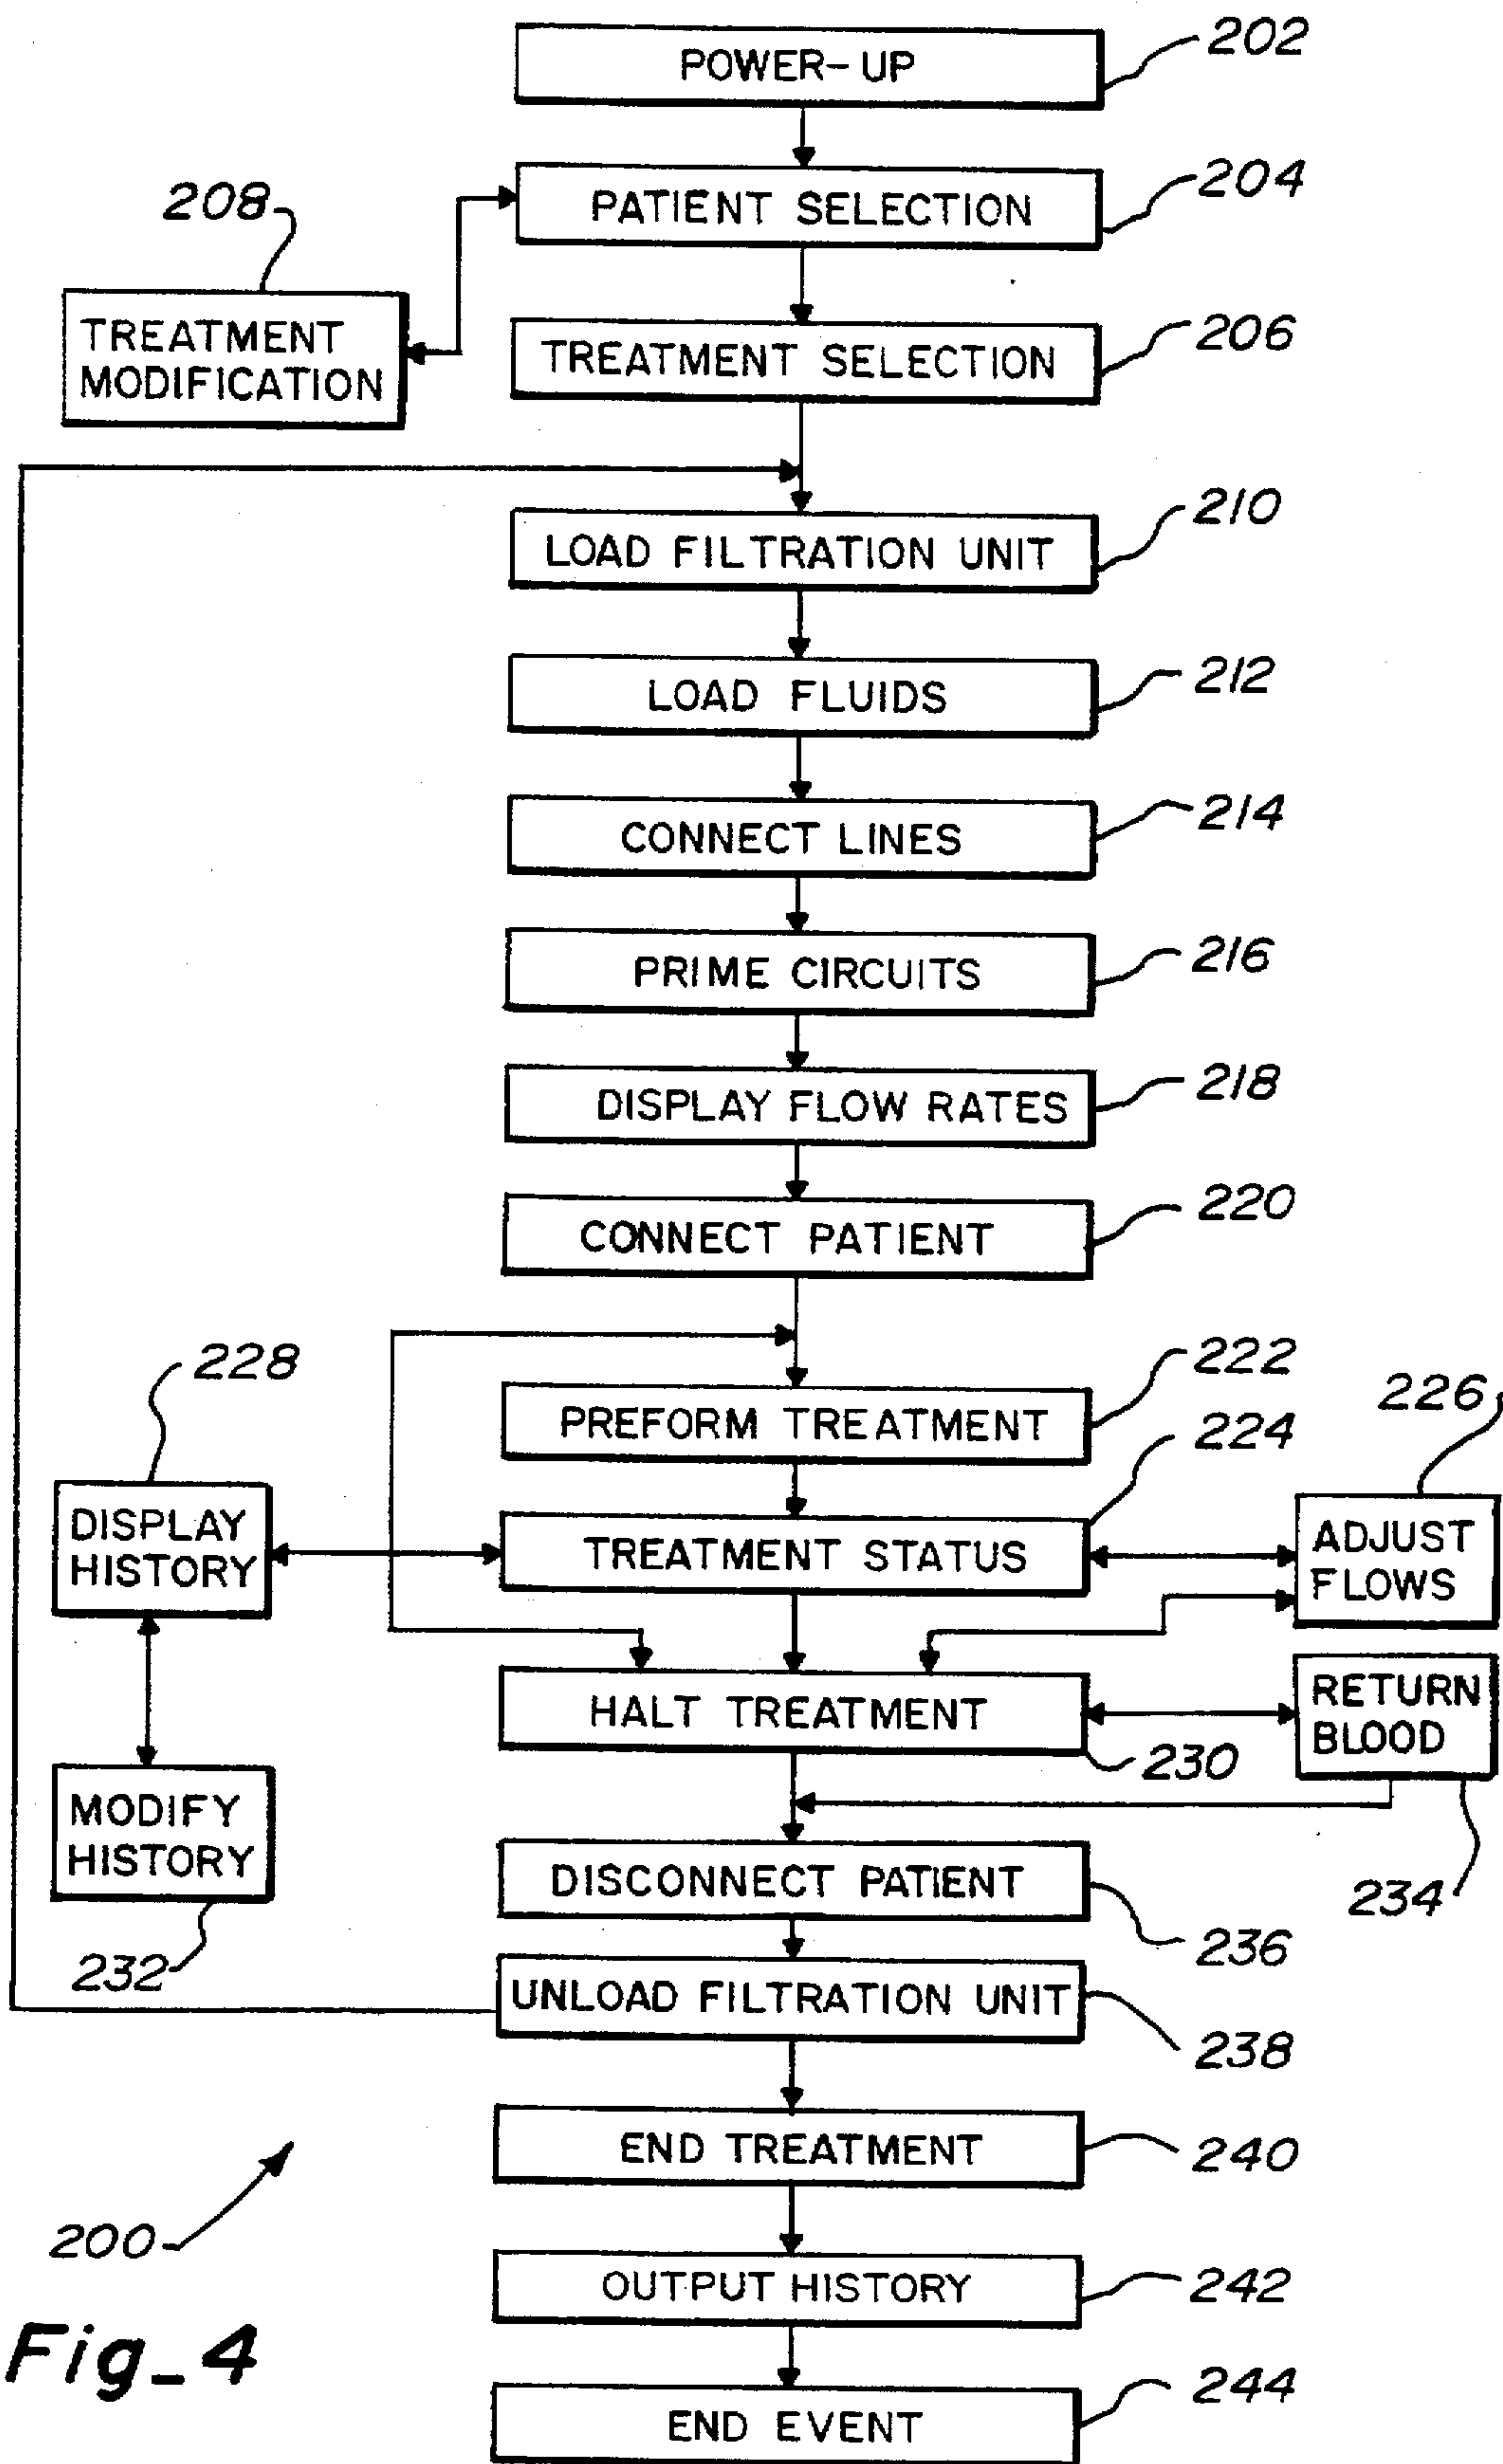 POWER-UP
202
PATIENT SELECTION
204
208
TREATMENT
MODIFICATION
TREATMENT SELECTION
206
LOAD FILTRATION UNIT
210
LOAD FLUIDS
212
CONNECT LINES
214
PRIME CIRCUITS
216
DISPLAY FLOW RATES
218
CONNECT PATIENT
220
228
PREFORM TREATMENT
222
224
226
DISPLAY
HISTORY
TREATMENT STATUS
ADJUST
FLOWS
HALT TREATMENT
230
RETURN
BLOOD
234
MODIFY
HISTORY
232
DISCONNECT PATIENT
236
UNLOAD FILTRATION UNIT
238
END TREATMENT
240
200
OUTPUT HISTORY
242
Fig_4
END EVENT
244